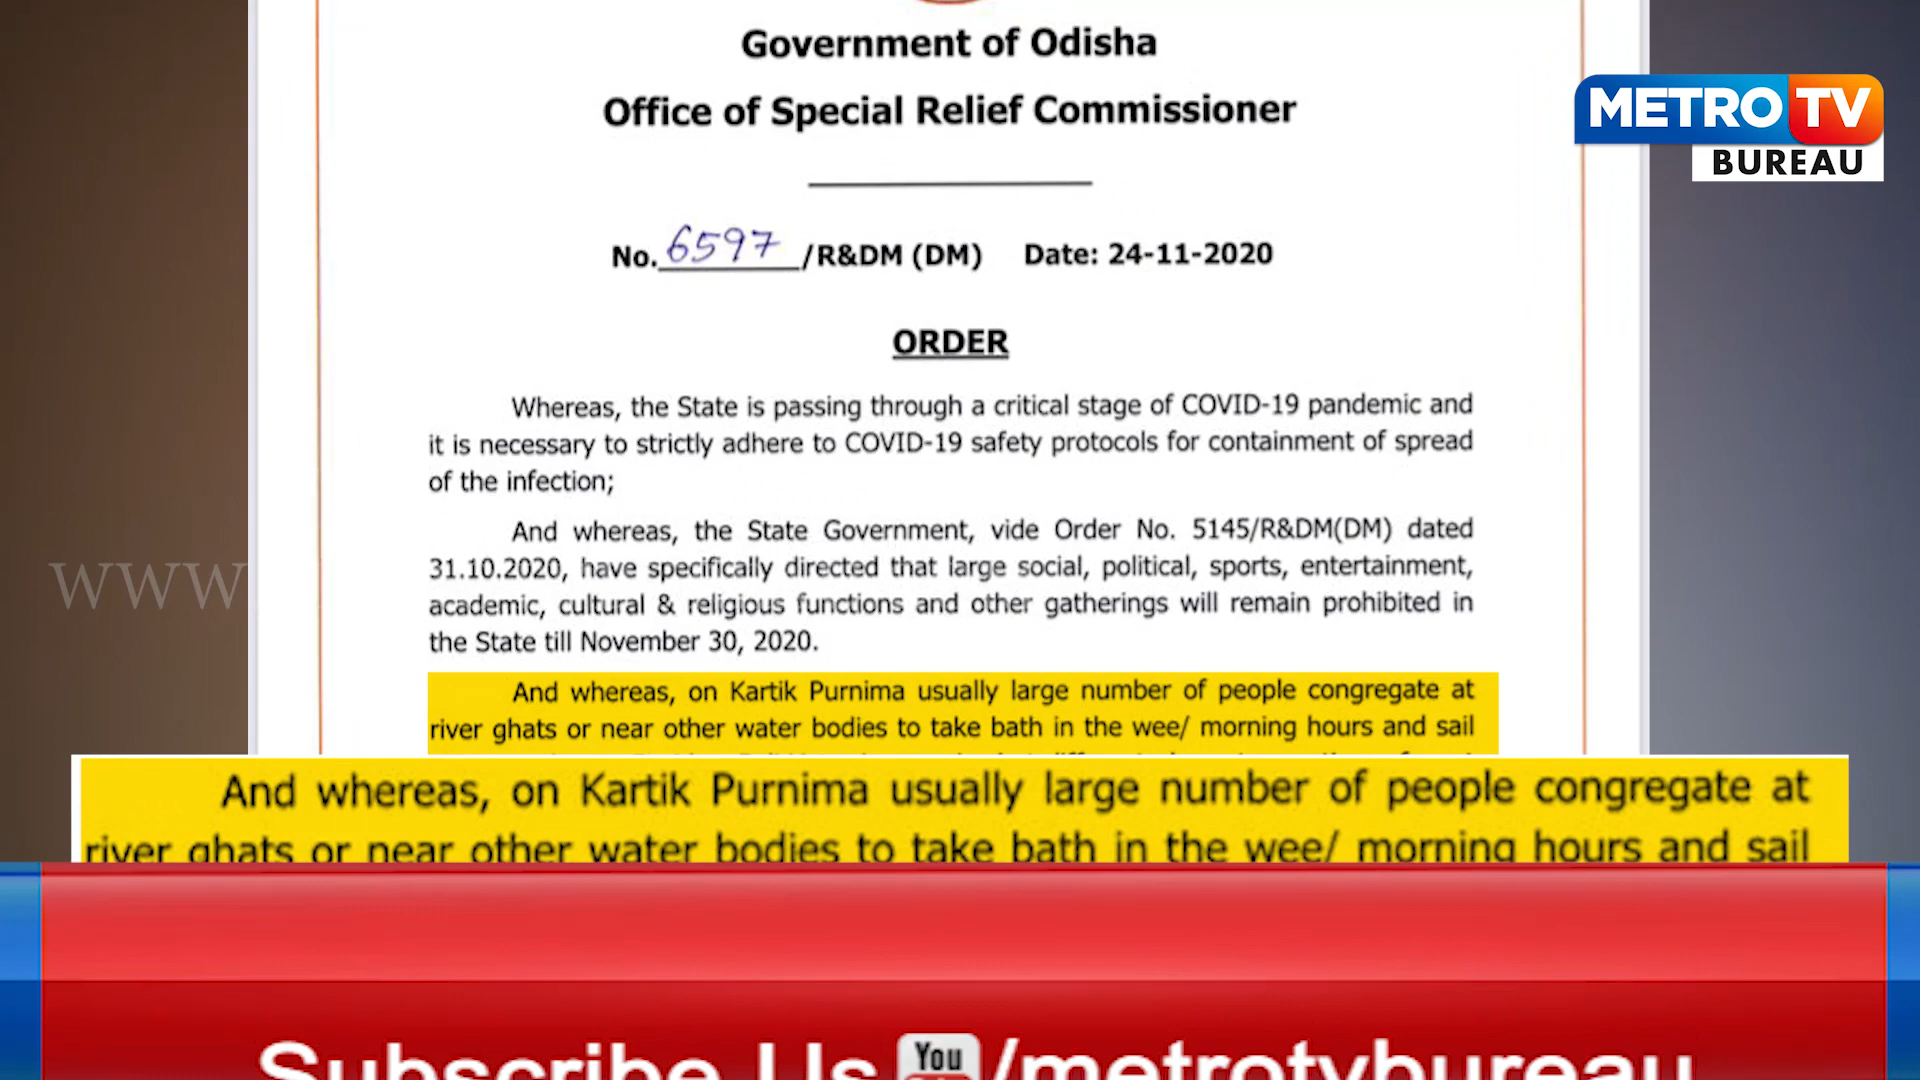 Government of Odisha
Office of Special Relief Commissioner
METRO TV
BUREAU
No. 6597 /R&DM (DM) Date: 24-11-2020
ORDER
Whereas, the State is passing through a critical stage of COVID-19 pandemic and
it is necessary to strictly adhere to COVID-19 safety protocols for containment of spread
of the infection;
And whereas, the State Government, vide Order No. 5145/R&DM(DM) dated
31.10.2020, have specifically directed that large social, political, sports, entertainment,
academic, cultural & religious functions and other gatherings will remain prohibited in
the State till November 30, 2020.
www
And whereas, on Kartik Purnima usually large number of people congregate at
river ghats or near other water bodies to take bath in the wee/ morning hours and sail
And whereas, on Kartik Purnima usually large number of people congregate at
river ghats or near other water bodies to take bath in the wee/ morning hours and sail
Subscribe Us You /metrotvbureau